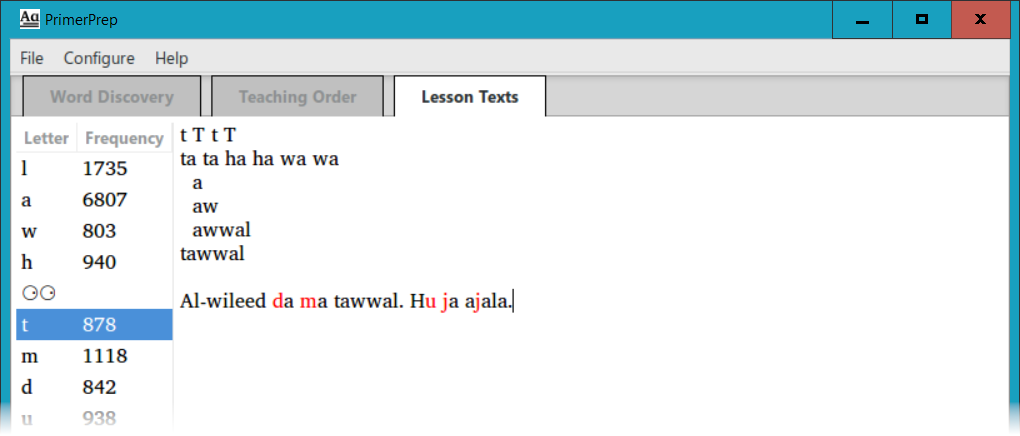 Aa PrimerPrep
File Configure Help
Word Discovery Teaching Order Lesson Texts
Letter Frequency
l 1735
a 6807
w 803
h 940
t 878
m 1118
d 842
u 938
t T t T
ta ta ha ha wa wa
a
aw
awwal
tawwal
Al-wileed da ma tawwal. Hu ja ajala.